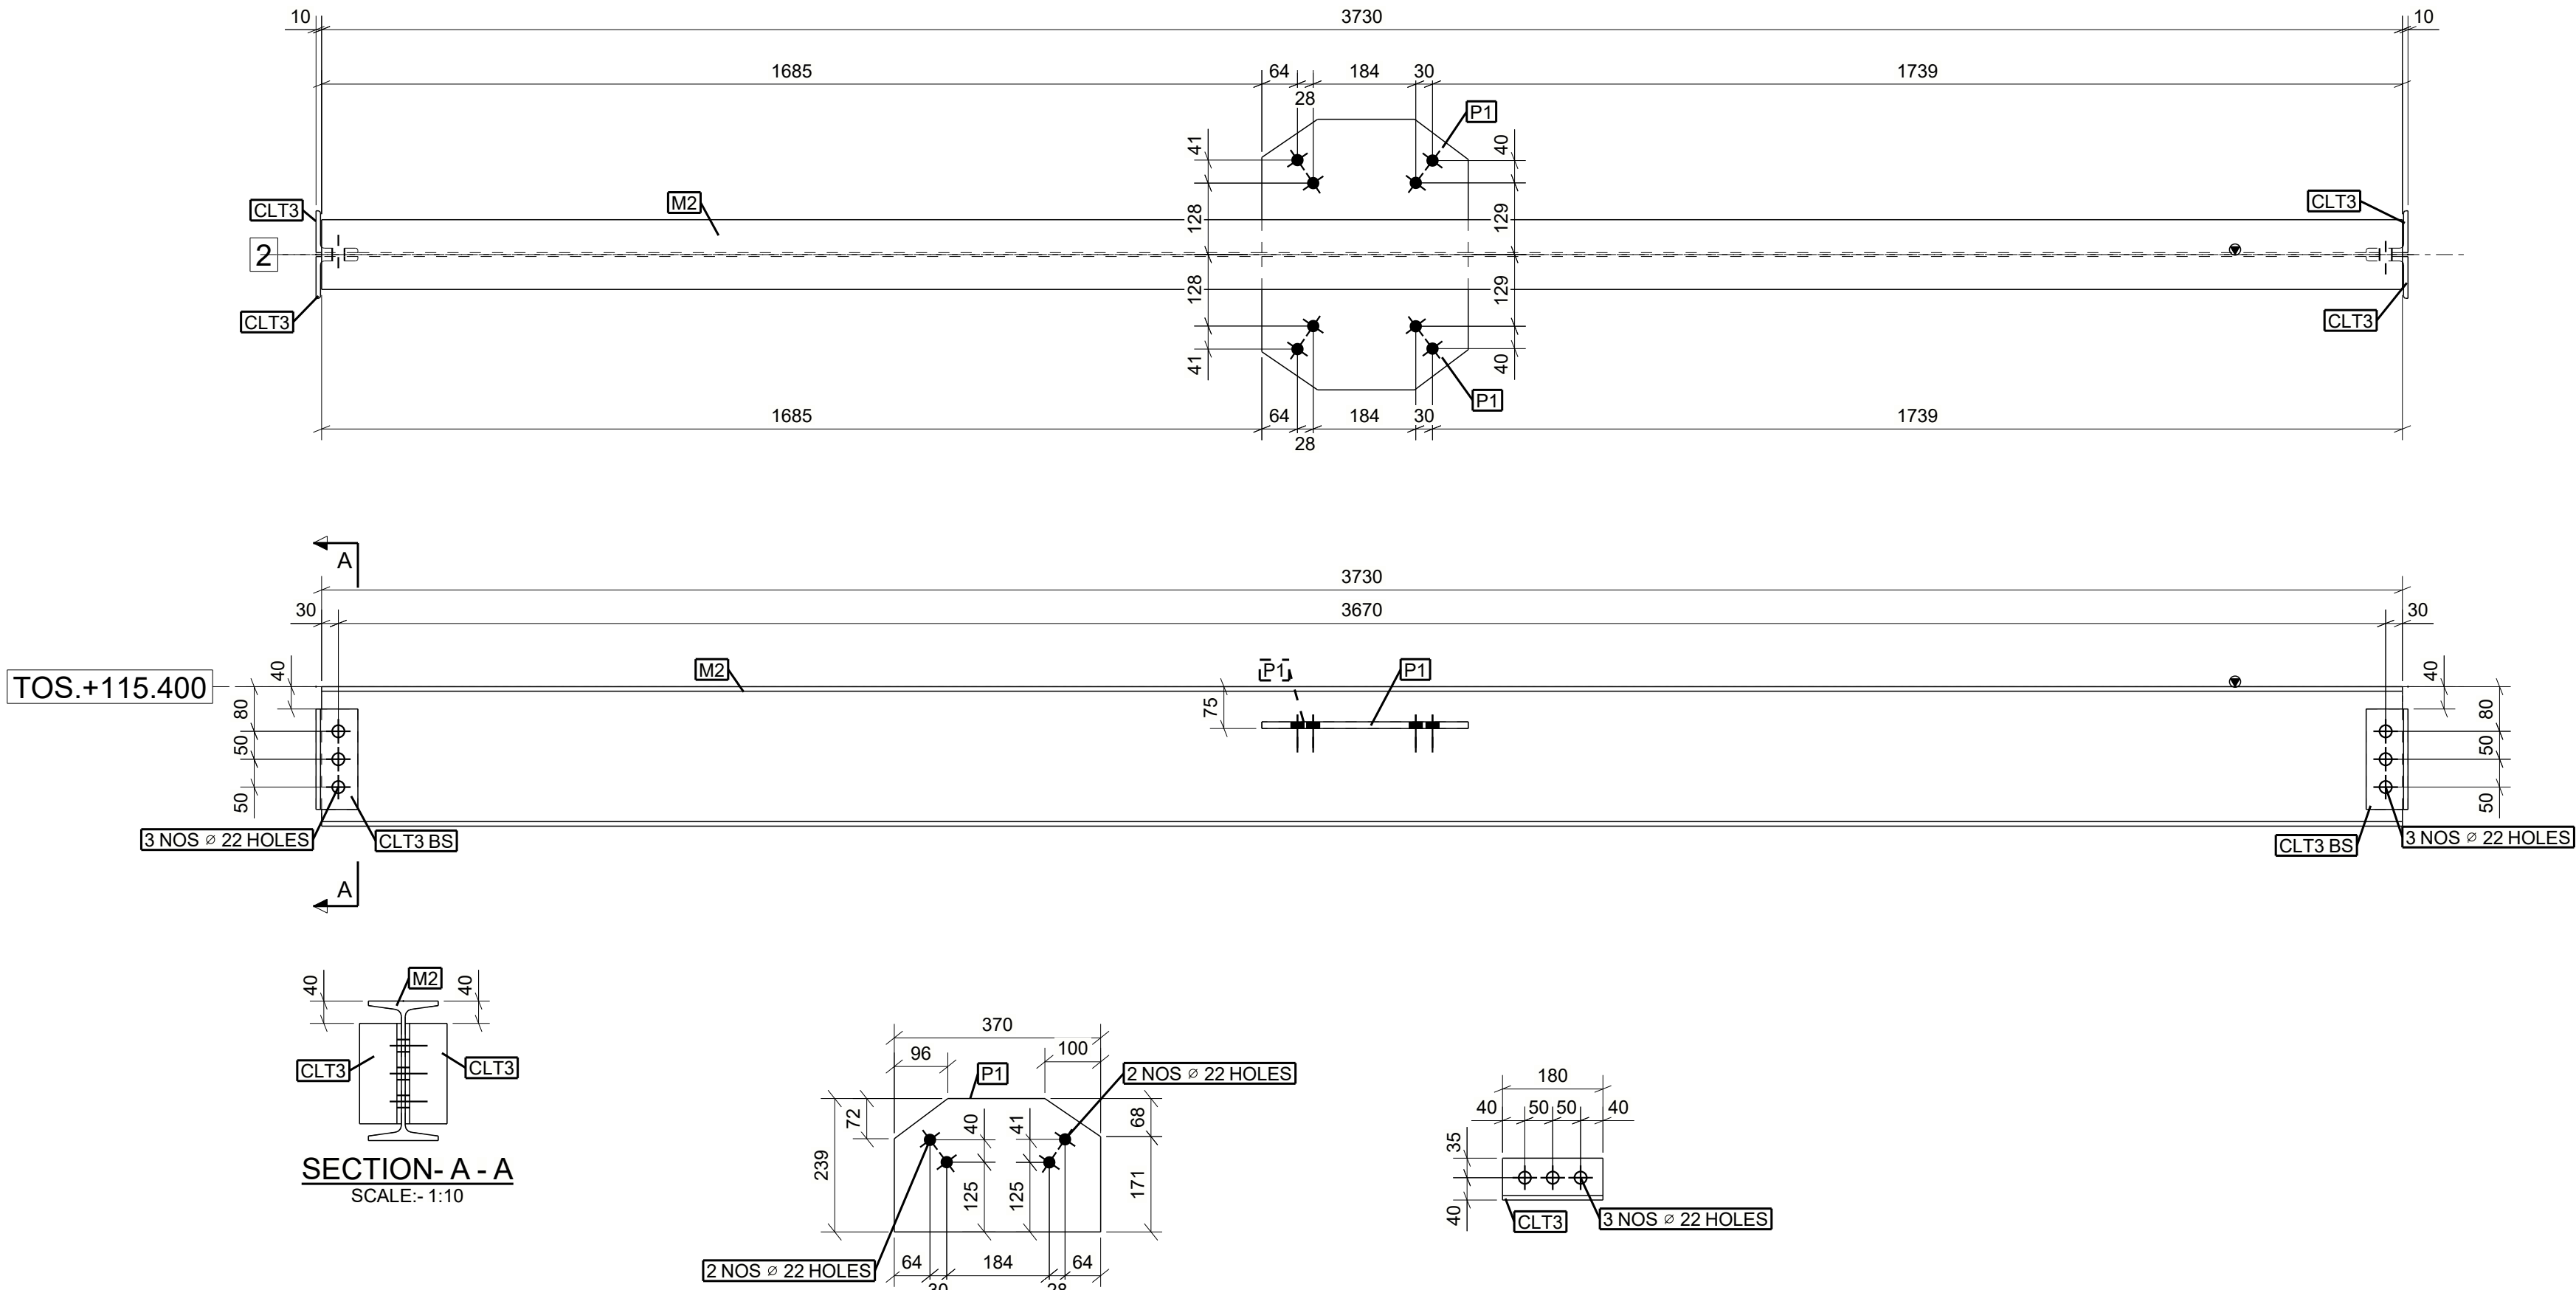 10 3730 10
1685 64 184 30 1739
28
P1
41 40
CLT3 M2 CLT3
128 129
2
128 129
CLT3 CLT3
41 40
P1
1685 64 184 30 1739
28
A
3730
30 3670 30
TOS.+115.400 40 M2 P1 P1 40
80 75 80
50 50
50 50
3 NOS ⌀ 22 HOLES CLT3 BS CLT3 BS 3 NOS ⌀ 22 HOLES
A
40 M2 40
CLT3 CLT3
SECTION- A - A
SCALE:- 1:10
370
96 100
P1 2 NOS ⌀ 22 HOLES
72 40 41 68
239 125 125 171
64 184 64
2 NOS ⌀ 22 HOLES
30 28
180
40 50 50 40
35
40 CLT3 3 NOS ⌀ 22 HOLES